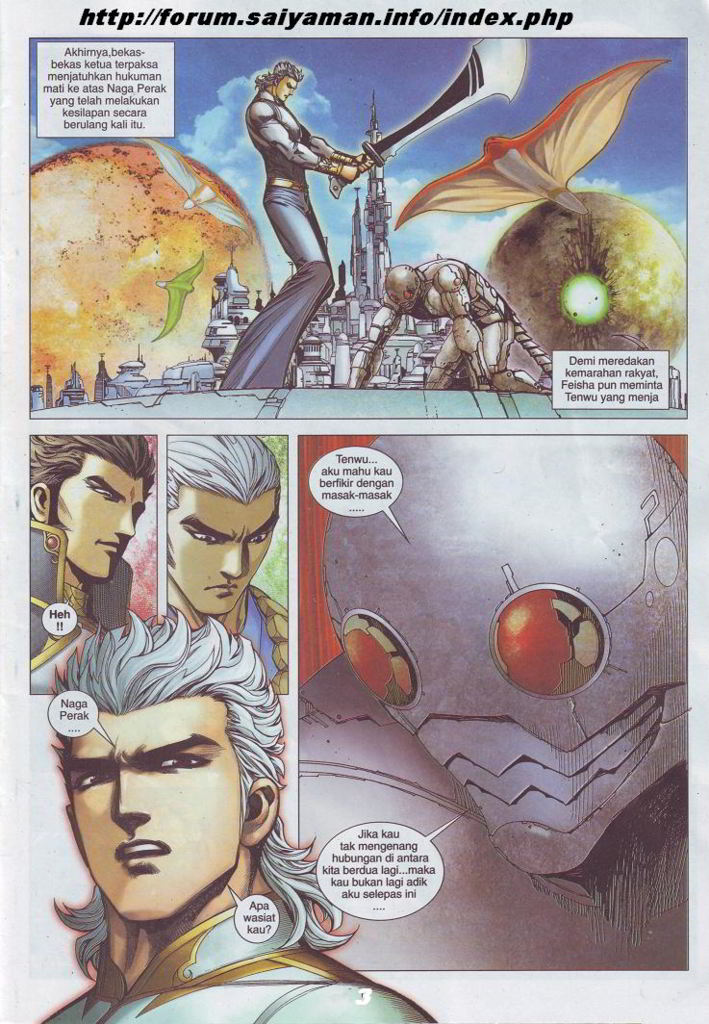 http://forum.saiyaman.info/index.php
Akhirnya,bekas-
bekas ketua terpaksa
menjatuhkan hukuman
mati ke atas Naga Perak
yang telah melakukan
kesilapan secara
berulang kali itu.
Demi meredakan
kemarahan rakyat,
Feisha pun meminta
Tenwu yang menja
Heh
!!
Tenwu...
aku mahu kau
berfikir dengan
masak-masak
.....
Naga
Perak
....
Apa
wasiat
kau?
Jika kau
tak mengenang
hubungan di antara
kita berdua lagi...maka
kau bukan lagi adik
aku selepas ini
....
3